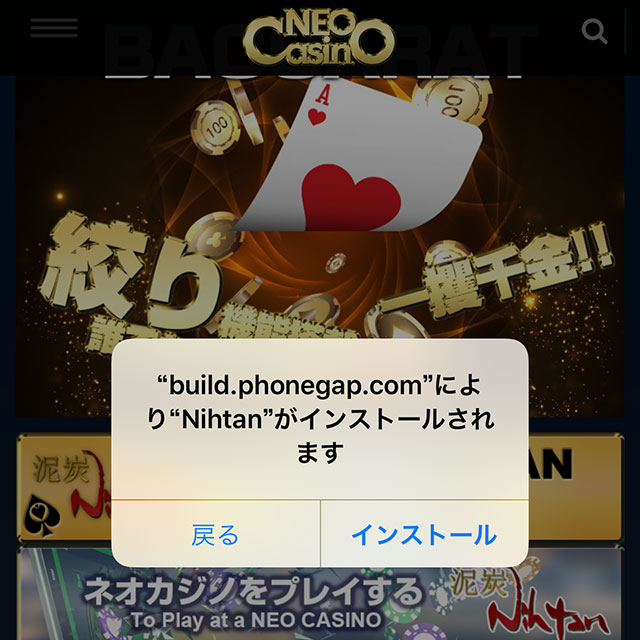 NEO
CasinO
BACCARAT
A
100
100
絞り
一攫千金!!
“build.phonegap.com”によ
り“Nihtan”がインストールされ
ます
戻る
インストール
泥炭
ネオカジノをプレイする
To Play at a NEO CASINO
泥炭
Nihtan